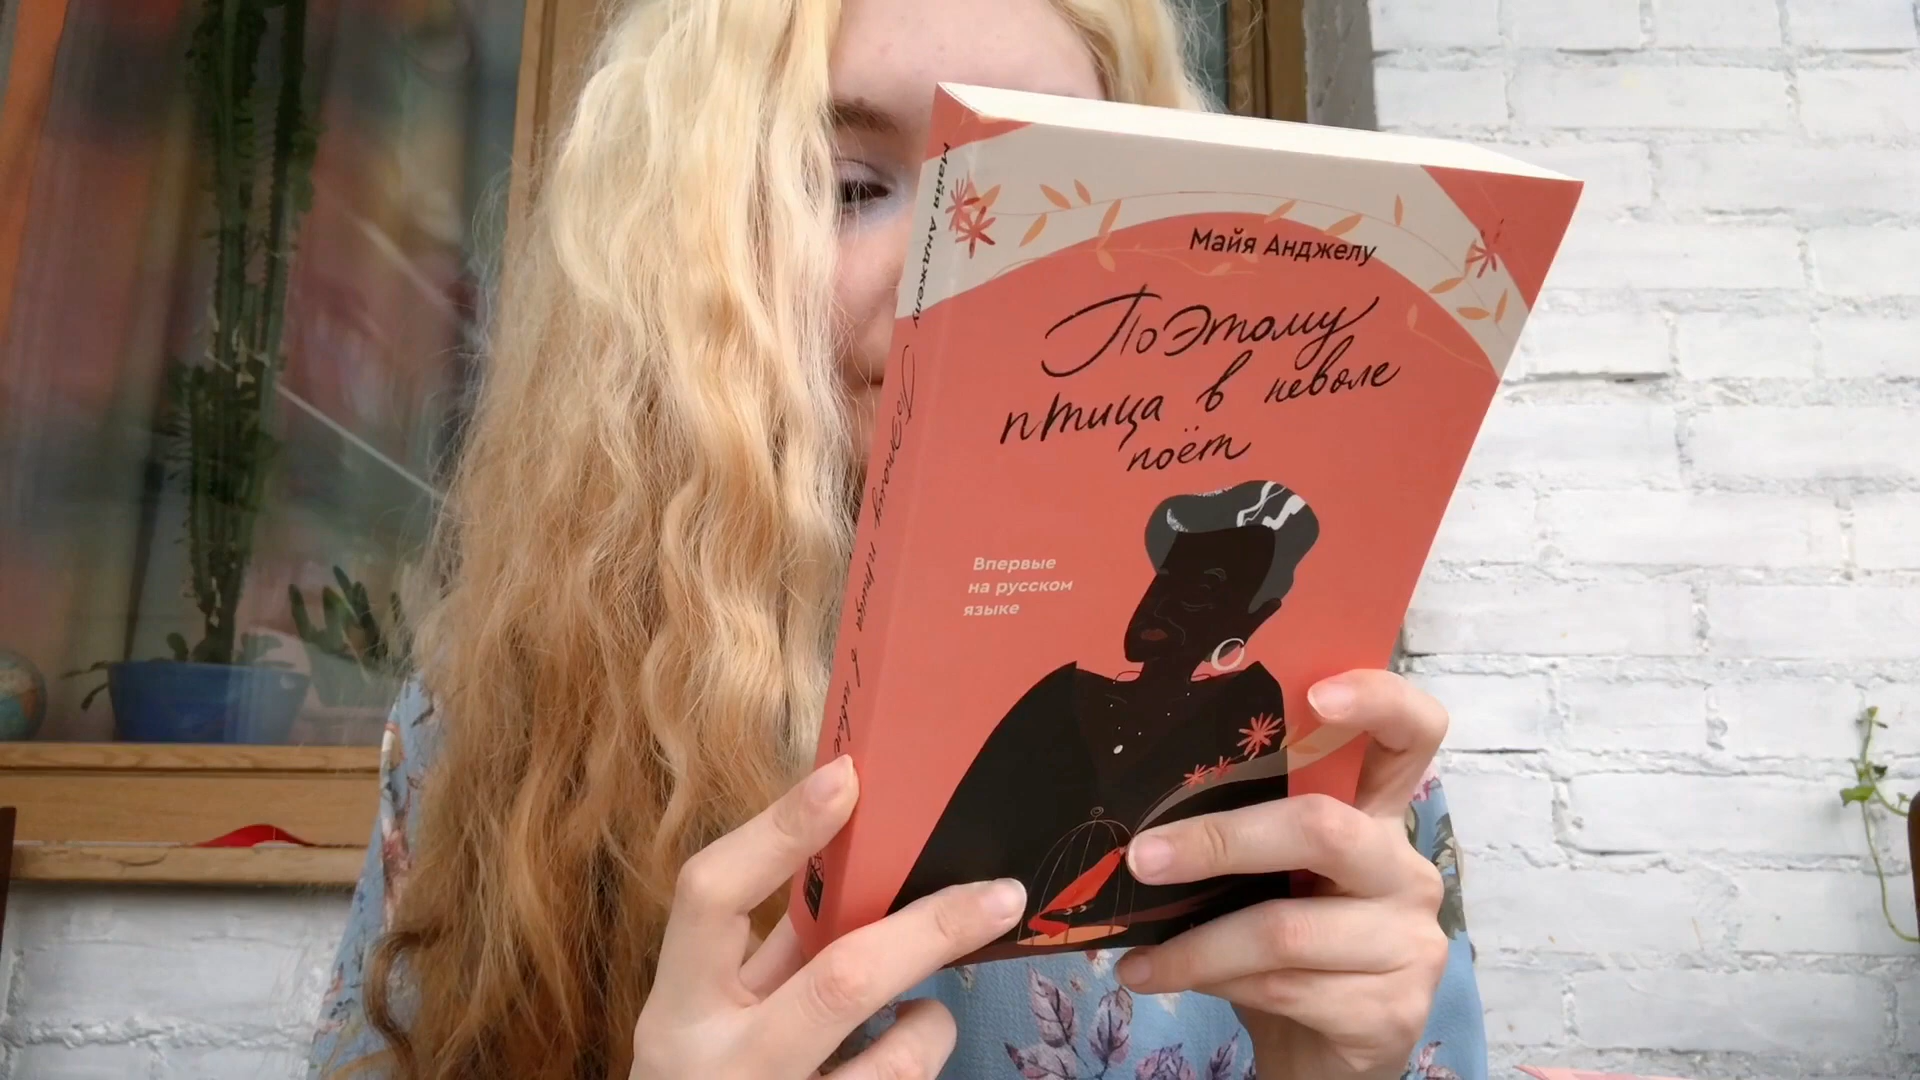 Майя Анджелу
Поэтому
птица в неволе
поёт
Впервые
на русском
языке
Майя Анджелу
Поэтому птица в неволе